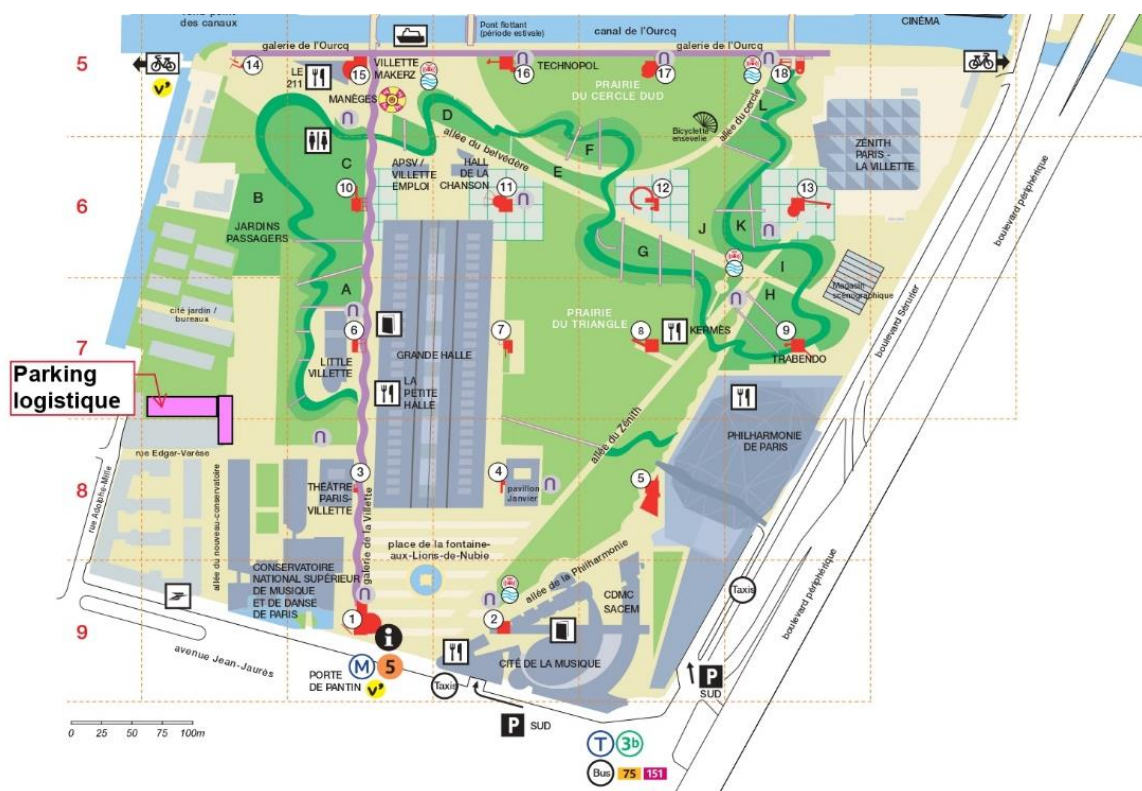 des canaux
Pont flottant
(période estivale)
canal de l'Ourcq
CINÉMA
5
galerie de l'Ourcq
galerie de l'Ourcq
v'
14
LE
211
15
VILLETTE
MAKERZ
16
TECHNOPOL
17
18
PRAIRIE
DU CERCLE DUD
MANÈGES
D
L
allée du belvédère
allée du cercle
Bicyclette
ensevelie
ZÉNITH
PARIS -
LA VILLETTE
boulevard périphérique
C
F
E
APSV /
VILLETTE
EMPLOI
HALL
DE LA
CHANSON
6
B
10
11
12
13
JARDINS
PASSAGERS
J
K
G
I
A
H
Magasin
scénographique
boulevard Sérurier
cité jardin /
bureaux
PRAIRIE
DU TRIANGLE
7
6
7
8
KERMÈS
9
TRABENDO
LITTLE
VILLETTE
GRANDE HALLE
LA
PETITE
HALLE
Parking
logistique
allée du Zénith
PHILHARMONIE
DE PARIS
rue Edgar-Varèse
rue Adolphe-Mille
8
3
4
5
THÉÂTRE
PARIS-
VILLETTE
pavillon
Janvier
allée du nouveau-conservatoire
galerie de la Villette
place de la fontaine-
aux-Lions-de-Nubie
allée de la Philharmonie
CONSERVATOIRE
NATIONAL SUPÉRIEUR
DE MUSIQUE
ET DE DANSE
DE PARIS
CDMC
SACEM
Taxis
boulevard périphérique
9
1
2
i
CITÉ DE LA MUSIQUE
avenue Jean-Jaurès
PORTE
DE PANTIN
M
5
v'
Taxis
P
SUD
P
SUD
0 25 50 75 100m
T
3b
Bus
75
151